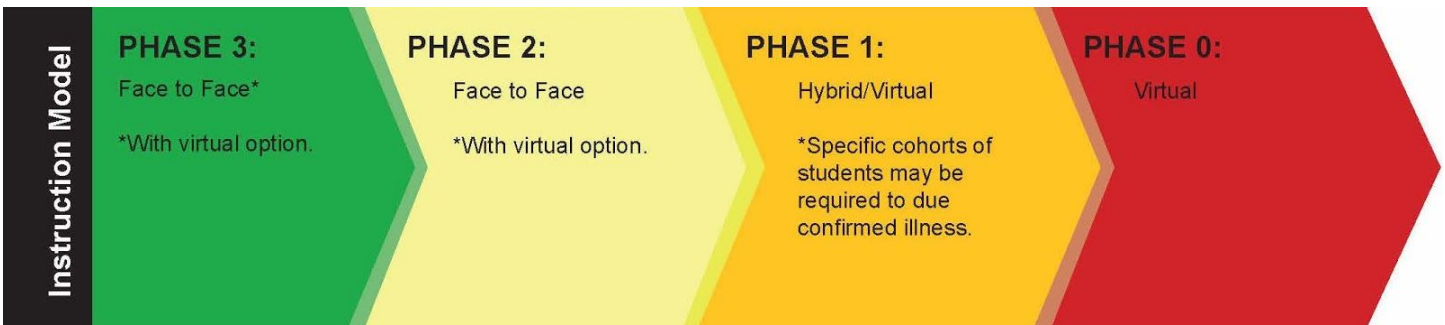 Instruction Model
PHASE 3:
Face to Face*
*With virtual option.
PHASE 2:
Face to Face
*With virtual option.
PHASE 1:
Hybrid/Virtual
*Specific cohorts of
students may be
required to due
confirmed illness.
PHASE 0:
Virtual